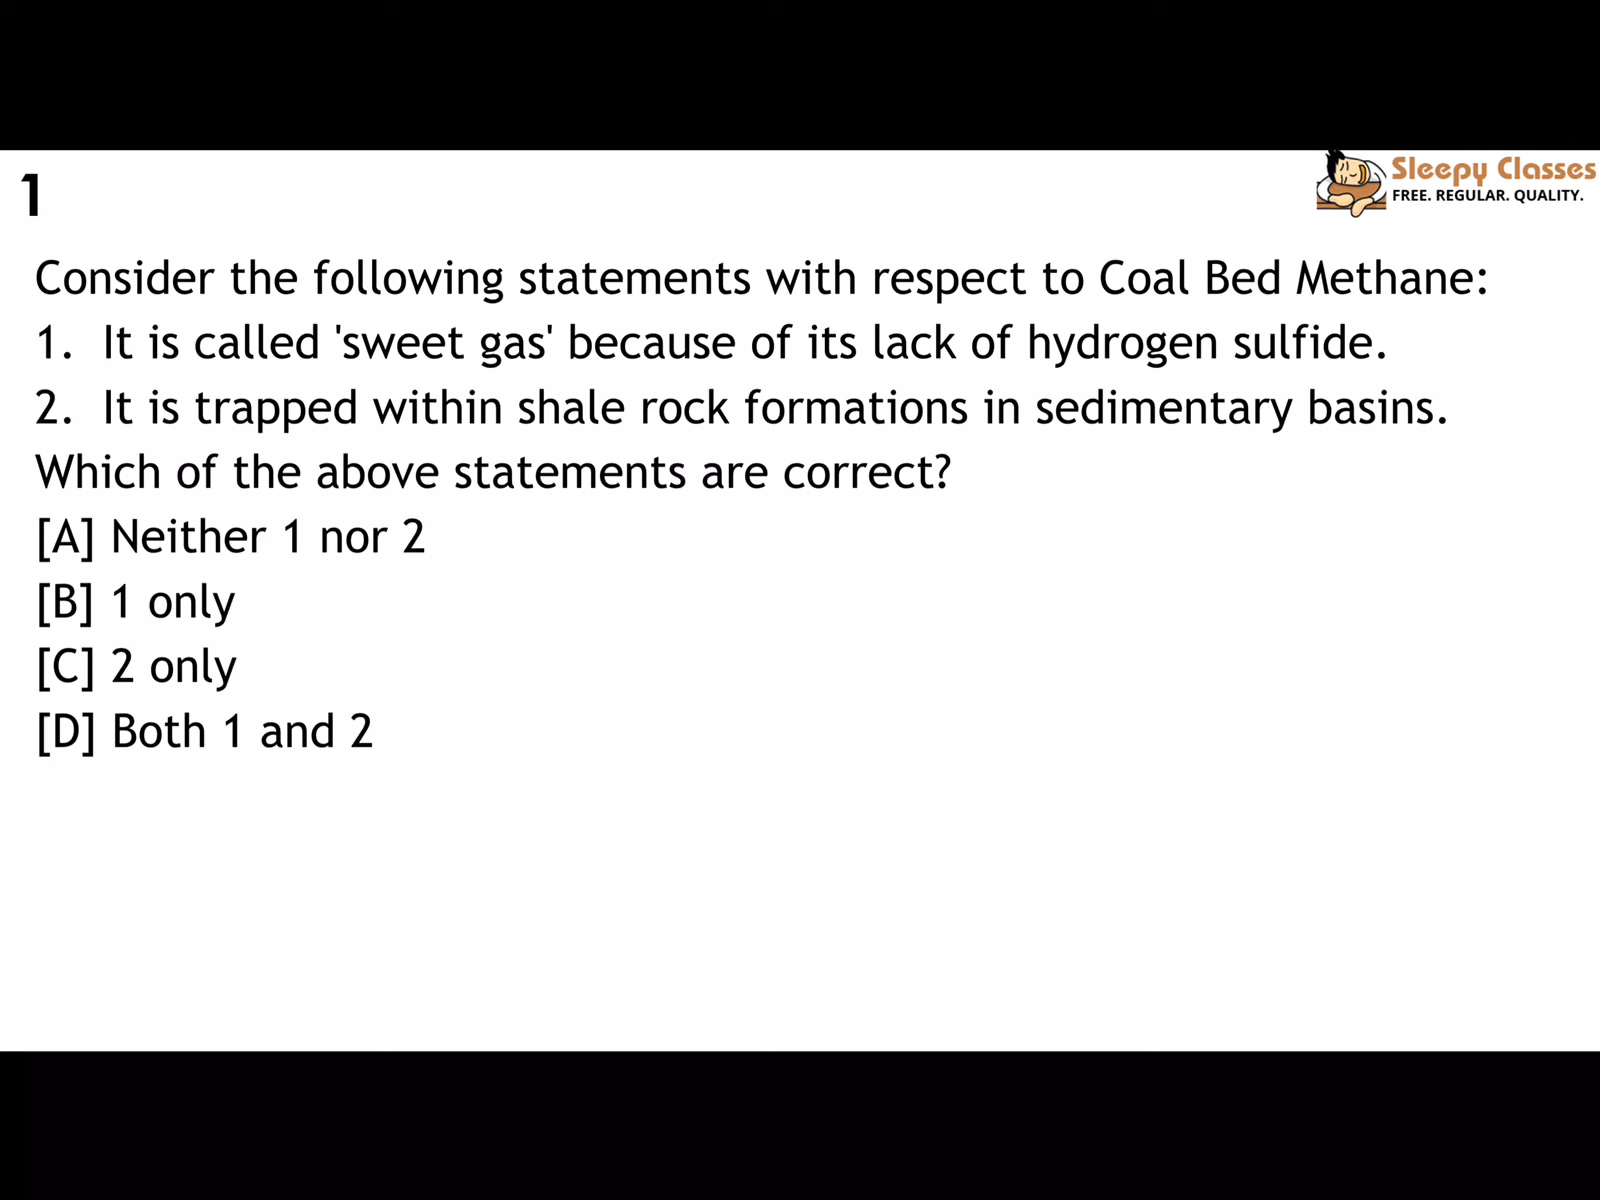 1
Sleepy Classes
FREE. REGULAR. QUALITY.
Consider the following statements with respect to Coal Bed Methane:
1. It is called 'sweet gas' because of its lack of hydrogen sulfide.
2. It is trapped within shale rock formations in sedimentary basins.
Which of the above statements are correct?
[A] Neither 1 nor 2
[B] 1 only
[C] 2 only
[D] Both 1 and 2